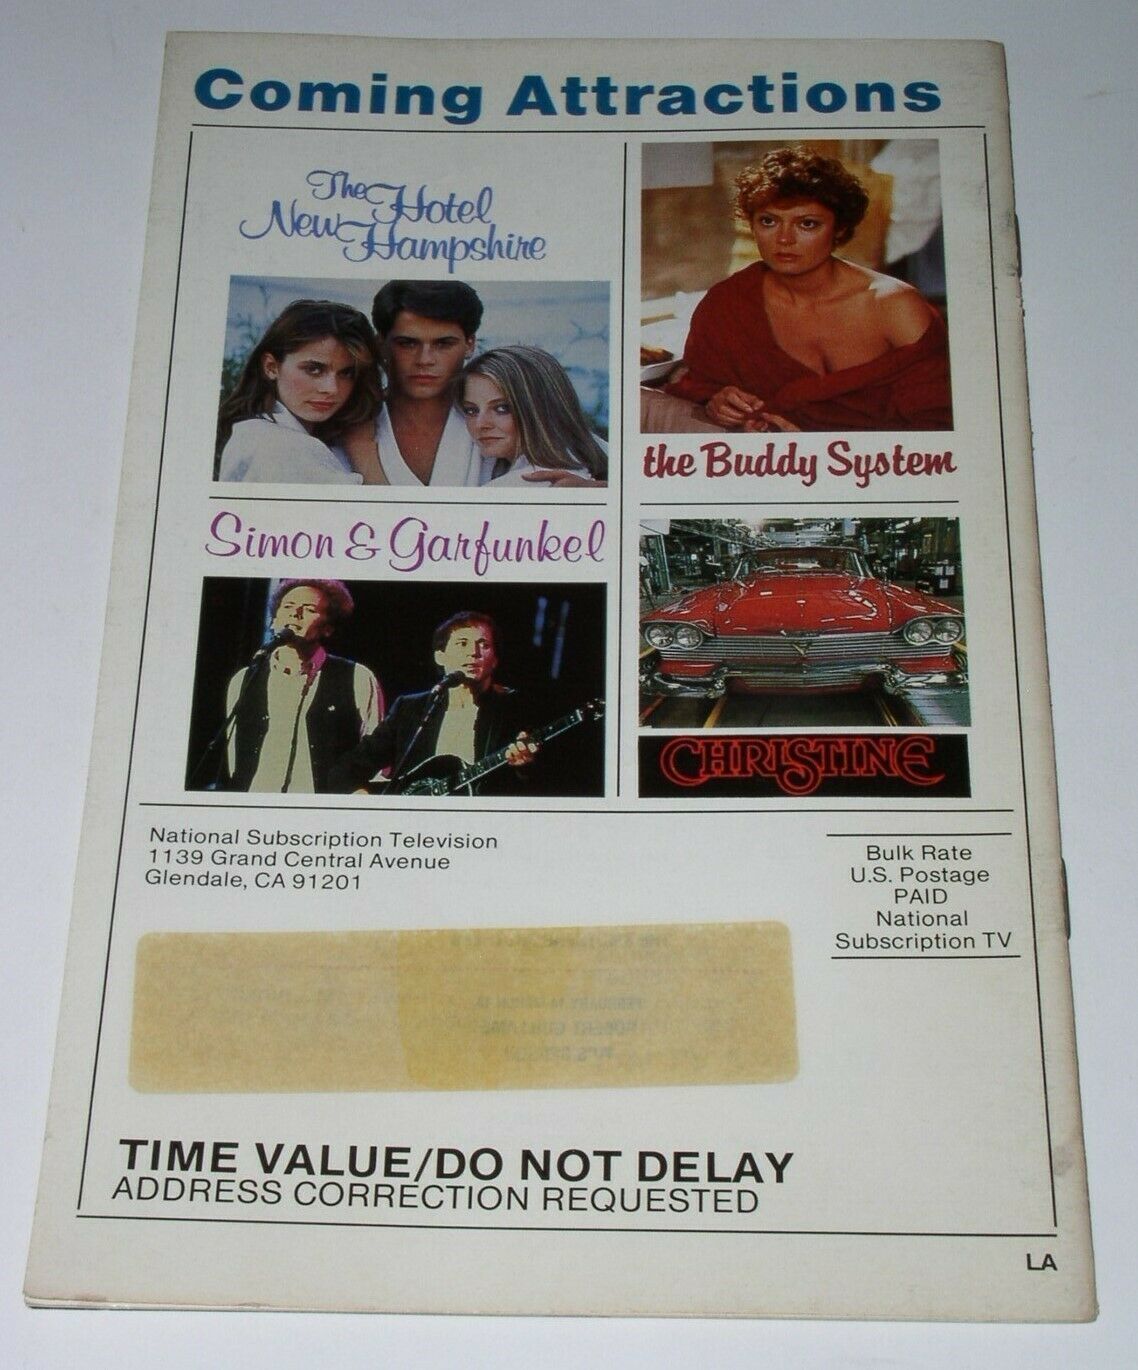 Coming Attractions
The Hotel
New Hampshire
the Buddy System
Simon & Garfunkel
CHRISTINE
National Subscription Television
1139 Grand Central Avenue
Glendale, CA 91201
Bulk Rate
U.S. Postage
PAID
National
Subscription TV
TIME VALUE/DO NOT DELAY
ADDRESS CORRECTION REQUESTED
LA